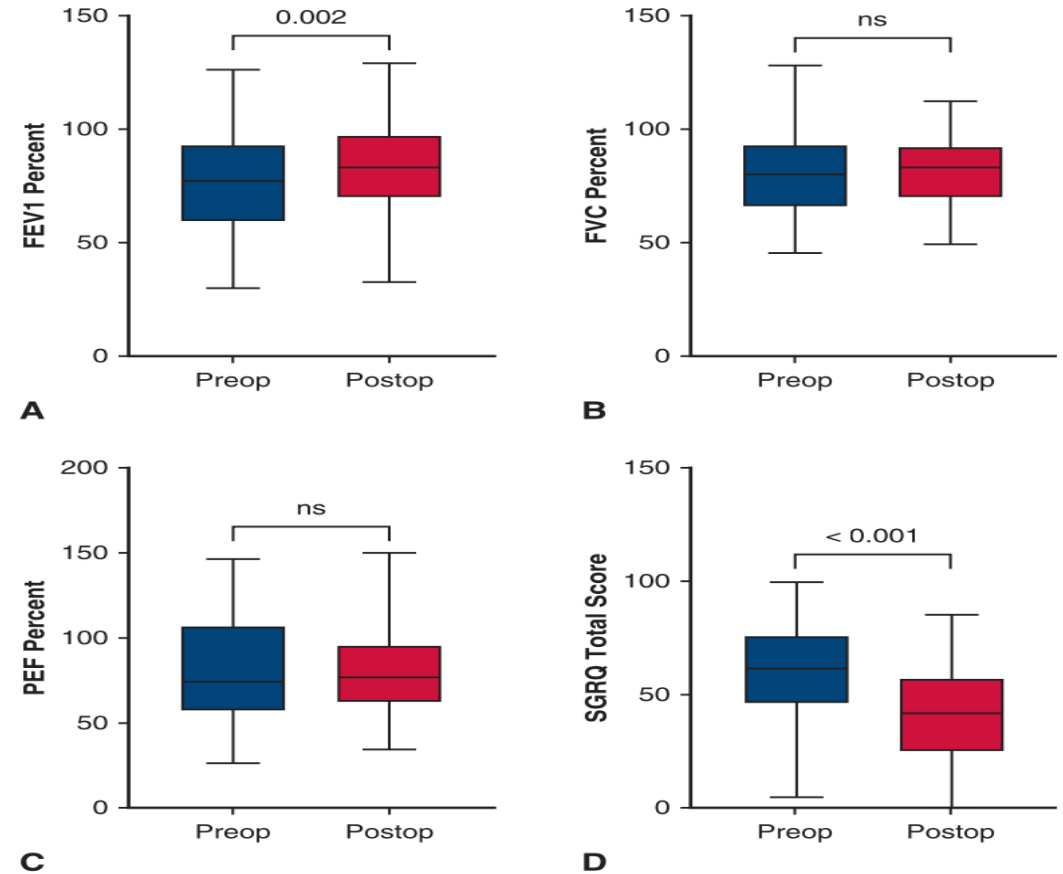 150
100
50
0
FEV1 Percent
0.002
Preop
Postop
A
150
100
50
0
FVC Percent
ns
Preop
Postop
B
200
150
100
50
0
PEF Percent
ns
Preop
Postop
C
150
100
50
0
SGRQ Total Score
< 0.001
Preop
Postop
D